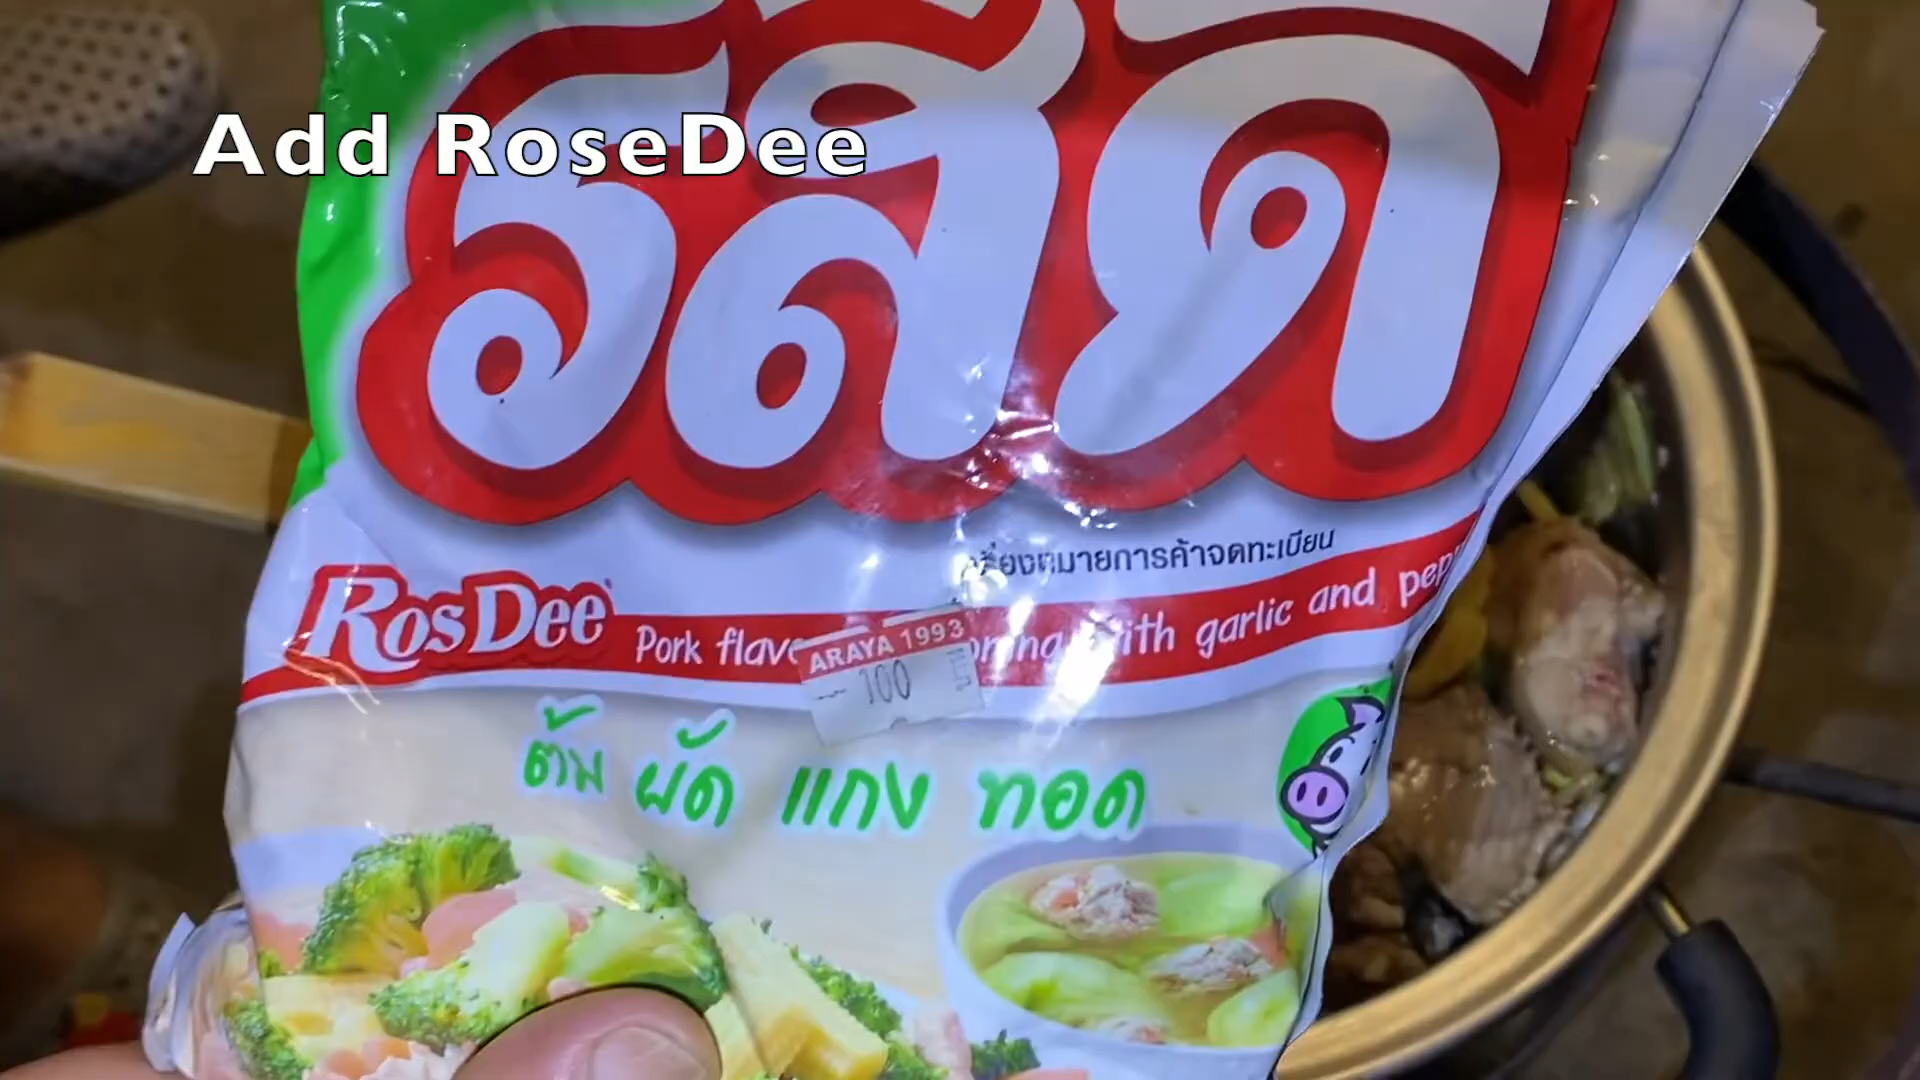 Add RoseDee
รสดี
เครื่องหมายการค้าจดทะเบียน
RosDee
Pork with garlic and
ARAYA 1993
100
ต้ม ผัด แกง ทอด